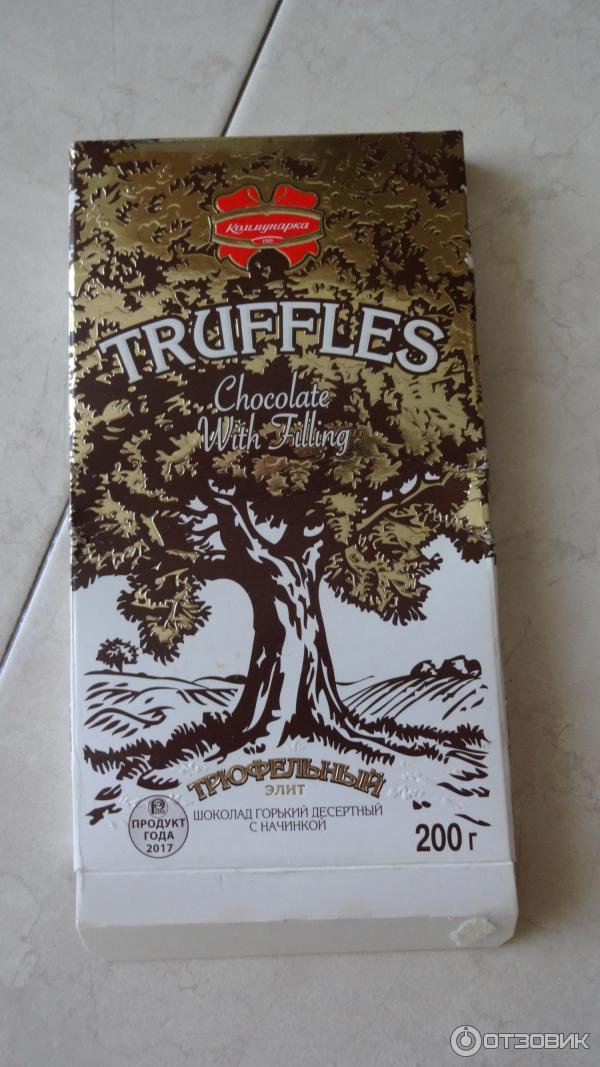 Коммунарка
TRUFFLES
Chocolate
With Filling
ТРЮФЕЛЬНЫЙ
ЭЛИТ
ШОКОЛАД ГОРЬКИЙ ДЕСЕРТНЫЙ
С НАЧИНКОЙ
ПРОДУКТ
ГОДА
2017
200 г
ОТЗОВИК